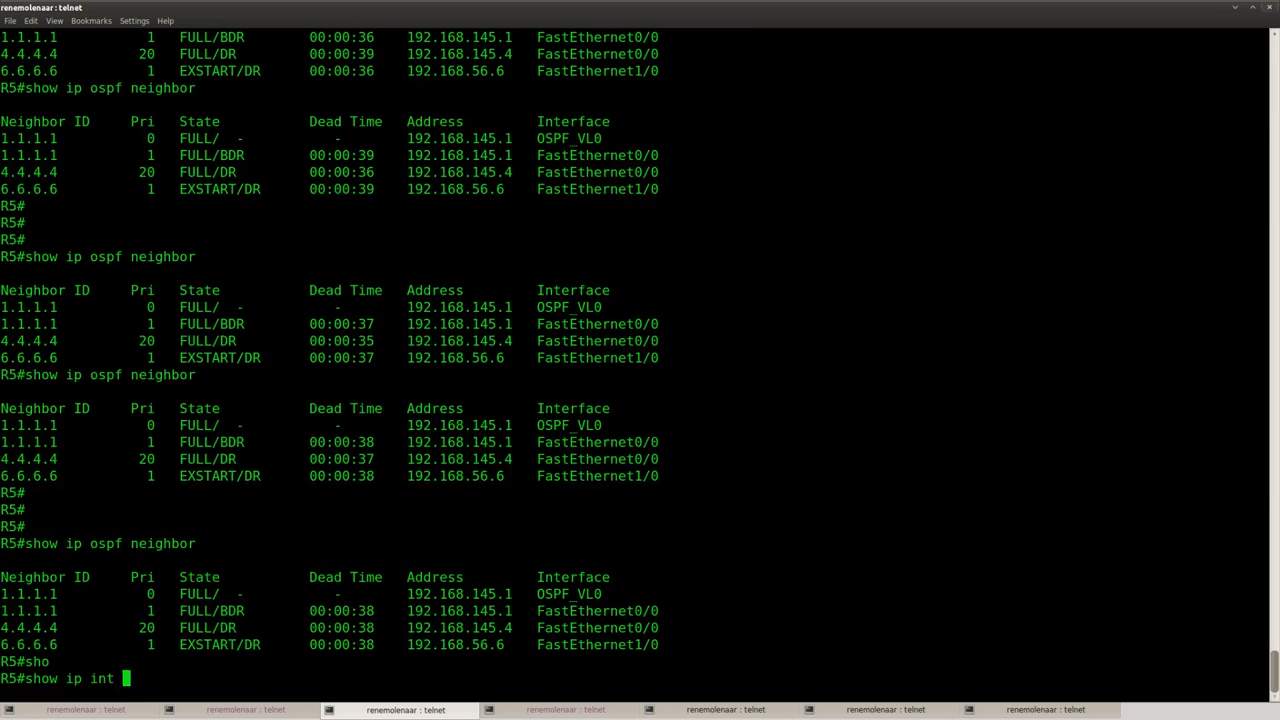 renemolenaar : telnet
File Edit View Bookmarks Settings Help
1.1.1.1 1 FULL/BDR 00:00:36 192.168.145.1 FastEthernet0/0
4.4.4.4 20 FULL/DR 00:00:39 192.168.145.4 FastEthernet0/0
6.6.6.6 1 EXSTART/DR 00:00:36 192.168.56.6 FastEthernet1/0
R5#show ip ospf neighbor
Neighbor ID Pri State Dead Time Address Interface
1.1.1.1 0 FULL/ - - 192.168.145.1 OSPF_VL0
1.1.1.1 1 FULL/BDR 00:00:39 192.168.145.1 FastEthernet0/0
4.4.4.4 20 FULL/DR 00:00:36 192.168.145.4 FastEthernet0/0
6.6.6.6 1 EXSTART/DR 00:00:39 192.168.56.6 FastEthernet1/0
R5#
R5#
R5#
R5#show ip ospf neighbor
Neighbor ID Pri State Dead Time Address Interface
1.1.1.1 0 FULL/ - - 192.168.145.1 OSPF_VL0
1.1.1.1 1 FULL/BDR 00:00:37 192.168.145.1 FastEthernet0/0
4.4.4.4 20 FULL/DR 00:00:35 192.168.145.4 FastEthernet0/0
6.6.6.6 1 EXSTART/DR 00:00:37 192.168.56.6 FastEthernet1/0
R5#show ip ospf neighbor
Neighbor ID Pri State Dead Time Address Interface
1.1.1.1 0 FULL/ - - 192.168.145.1 OSPF_VL0
1.1.1.1 1 FULL/BDR 00:00:38 192.168.145.1 FastEthernet0/0
4.4.4.4 20 FULL/DR 00:00:37 192.168.145.4 FastEthernet0/0
6.6.6.6 1 EXSTART/DR 00:00:38 192.168.56.6 FastEthernet1/0
R5#
R5#
R5#
R5#show ip ospf neighbor
Neighbor ID Pri State Dead Time Address Interface
1.1.1.1 0 FULL/ - - 192.168.145.1 OSPF_VL0
1.1.1.1 1 FULL/BDR 00:00:38 192.168.145.1 FastEthernet0/0
4.4.4.4 20 FULL/DR 00:00:38 192.168.145.4 FastEthernet0/0
6.6.6.6 1 EXSTART/DR 00:00:38 192.168.56.6 FastEthernet1/0
R5#sho
R5#show ip int
renemolenaar : telnet renemolenaar : telnet renemolenaar : telnet renemolenaar : telnet renemolenaar : telnet renemolenaar : telnet renemolenaar : telnet